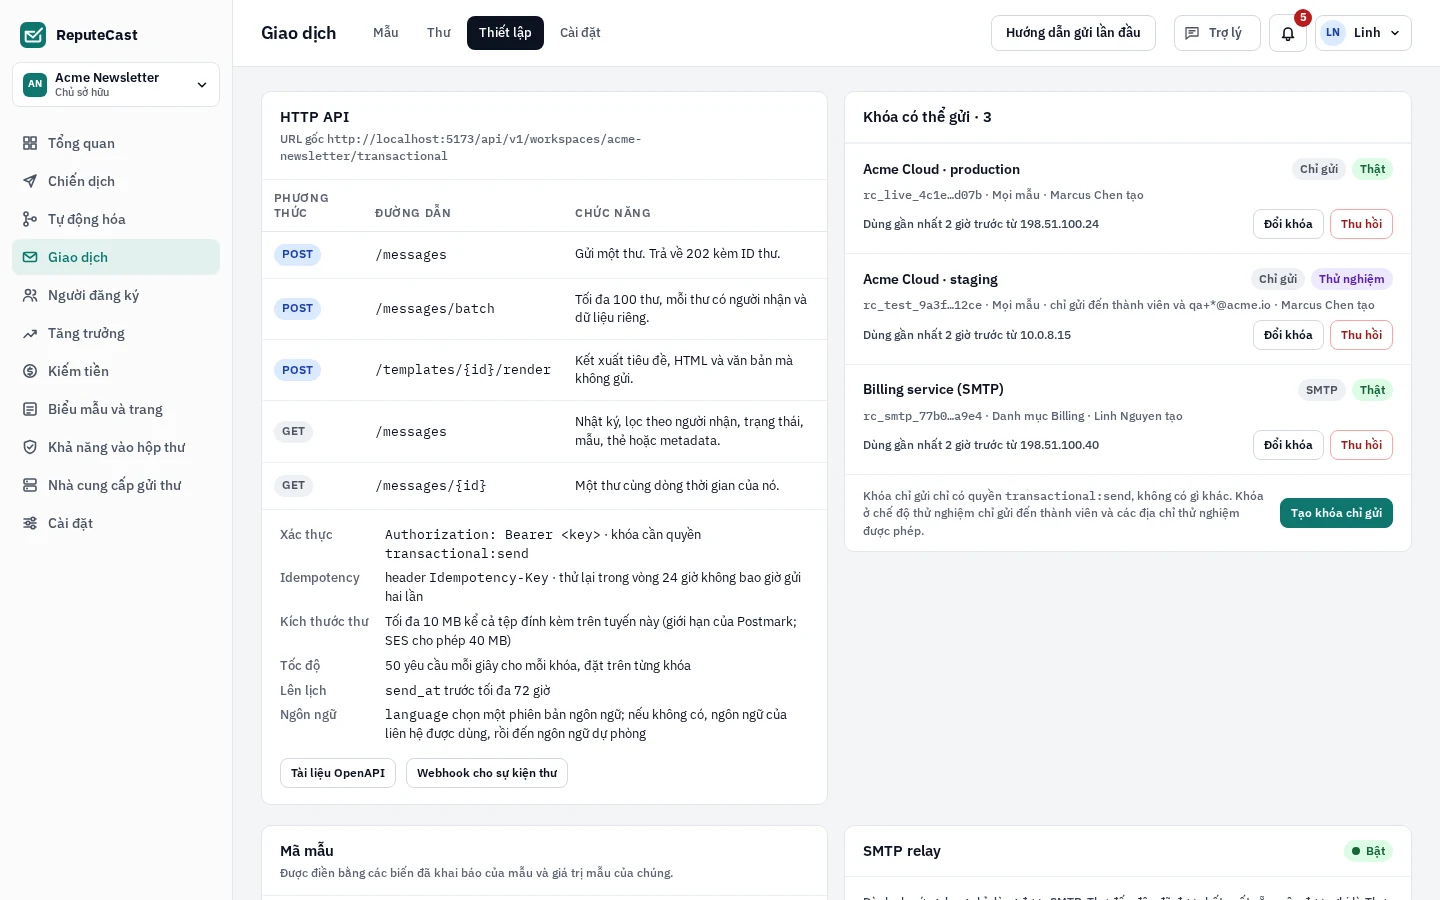 ReputeCast
AN
Acme Newsletter
Chủ sở hữu
Tổng quan
Chiến dịch
Tự động hóa
Giao dịch
Người đăng ký
Tăng trưởng
Kiếm tiền
Biểu mẫu và trang
Khả năng vào hộp thư
Nhà cung cấp gửi thư
Cài đặt
Giao dịch
Mẫu
Thư
Thiết lập
Cài đặt
Hướng dẫn gửi lần đầu
Trợ lý
5
LN
Linh
HTTP API
URL gốc http://localhost:5173/api/v1/workspaces/acme-
newsletter/transactional
PHƯƠNG
THỨC
ĐƯỜNG DẪN
CHỨC NĂNG
POST /messages Gửi một thư. Trả về 202 kèm ID thư.
POST /messages/batch Tối đa 100 thư, mỗi thư có người nhận và
dữ liệu riêng.
POST /templates/{id}/render Kết xuất tiêu đề, HTML và văn bản mà
không gửi.
GET /messages Nhật ký, lọc theo người nhận, trạng thái,
mẫu, thẻ hoặc metadata.
GET /messages/{id} Một thư cùng dòng thời gian của nó.
Xác thực Authorization: Bearer <key> · khóa cần quyền
transactional:send
Idempotency header Idempotency-Key · thử lại trong vòng 24 giờ không bao giờ gửi
hai lần
Kích thước thư Tối đa 10 MB kể cả tệp đính kèm trên tuyến này (giới hạn của Postmark;
SES cho phép 40 MB)
Tốc độ 50 yêu cầu mỗi giây cho mỗi khóa, đặt trên từng khóa
Lên lịch send_at trước tối đa 72 giờ
Ngôn ngữ language chọn một phiên bản ngôn ngữ; nếu không có, ngôn ngữ của
liên hệ được dùng, rồi đến ngôn ngữ dự phòng
Tài liệu OpenAPI
Webhook cho sự kiện thư
Khóa có thể gửi · 3
Acme Cloud · production Chỉ gửi Thật
rc_live_4c1e…d07b · Mọi mẫu · Marcus Chen tạo
Dùng gần nhất 2 giờ trước từ 198.51.100.24 Đổi khóa Thu hồi
Acme Cloud · staging Chỉ gửi Thử nghiệm
rc_test_9a3f…12ce · Mọi mẫu · chỉ gửi đến thành viên và qa+*@acme.io · Marcus Chen tạo
Dùng gần nhất 2 giờ trước từ 10.0.8.15 Đổi khóa Thu hồi
Billing service (SMTP) SMTP Thật
rc_smtp_77b0…a9e4 · Danh mục Billing · Linh Nguyen tạo
Dùng gần nhất 2 giờ trước từ 198.51.100.40 Đổi khóa Thu hồi
Khóa chỉ gửi chỉ có quyền transactional:send, không có gì khác. Khóa
ở chế độ thử nghiệm chỉ gửi đến thành viên và các địa chỉ thử nghiệm
được phép.
Tạo khóa chỉ gửi
Mã mẫu
Được điền bằng các biến đã khai báo của mẫu và giá trị mẫu của chúng.
SMTP relay
Bật